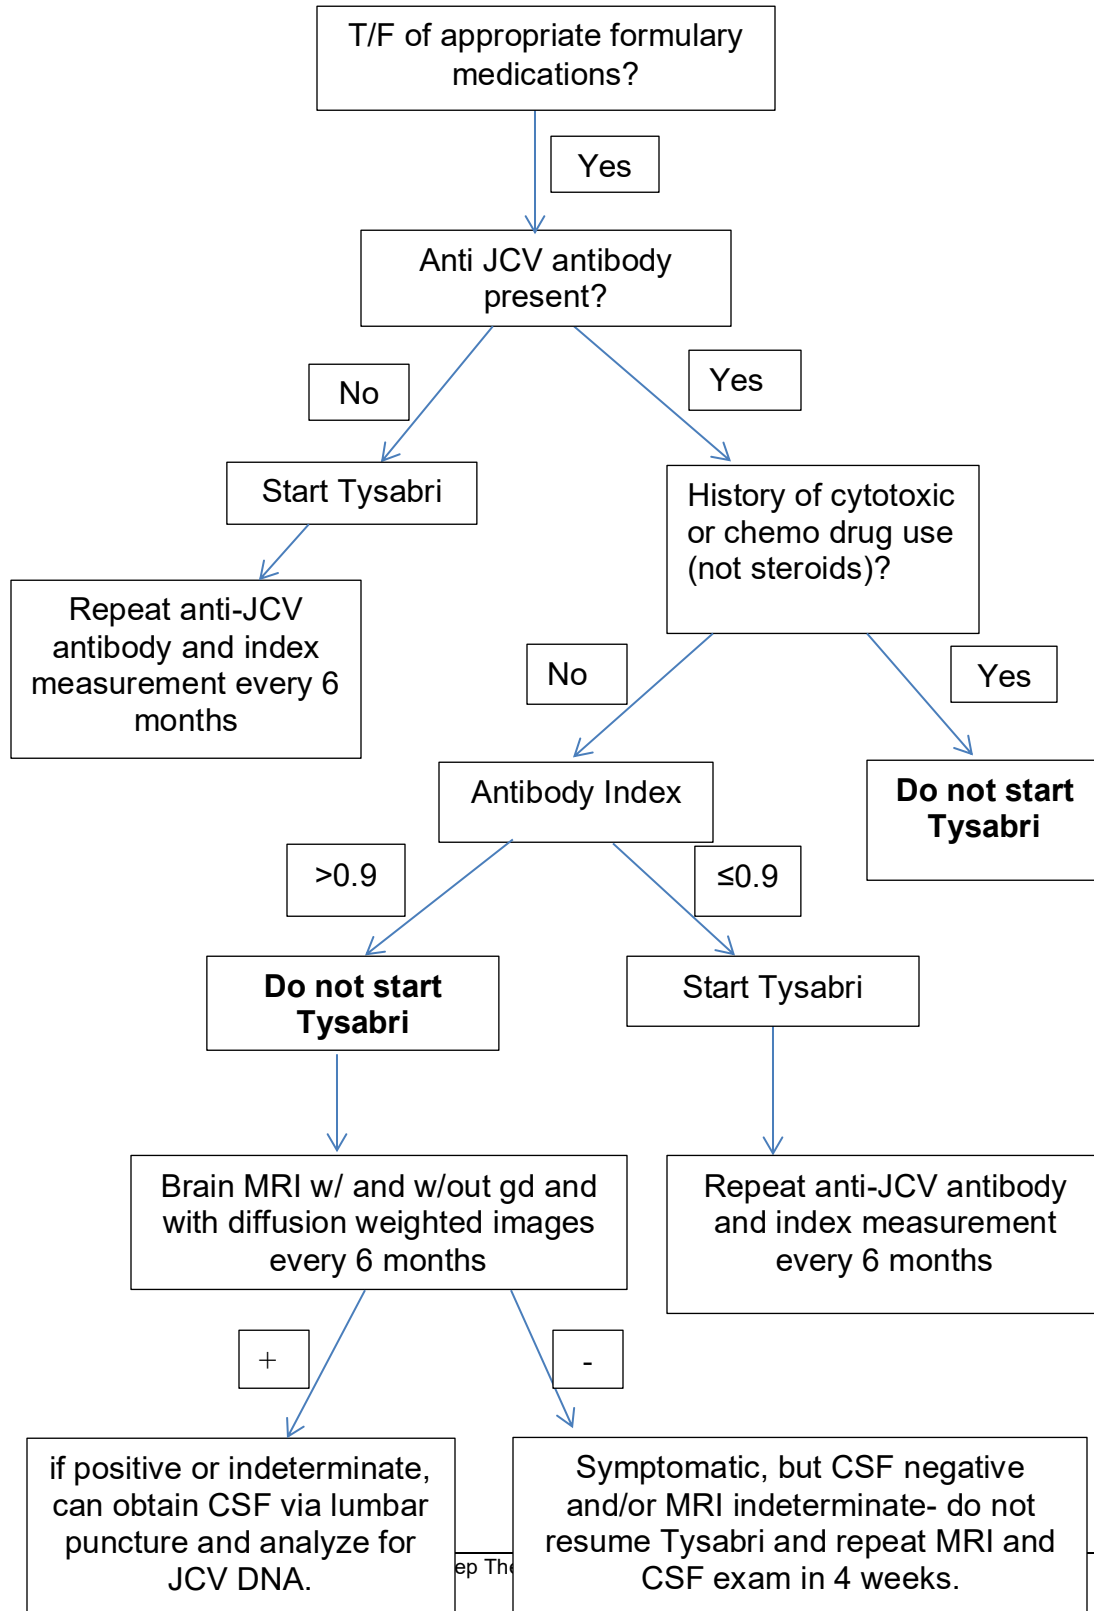 T/F of appropriate formulary
medications?
Yes
Anti JCV antibody
present?
No
Yes
Start Tysabri
History of cytotoxic
or chemo drug use
(not steroids)?
Repeat anti-JCV
antibody and index
measurement every 6
months
No
Yes
Antibody Index
Do not start
Tysabri
>0.9
≤0.9
Do not start
Tysabri
Start Tysabri
Brain MRI w/ and w/out gd and
with diffusion weighted images
every 6 months
Repeat anti-JCV antibody
and index measurement
every 6 months
+
-
if positive or indeterminate,
can obtain CSF via lumbar
puncture and analyze for
JCV DNA.
Symptomatic, but CSF negative
and/or MRI indeterminate- do not
resume Tysabri and repeat MRI and
CSF exam in 4 weeks.